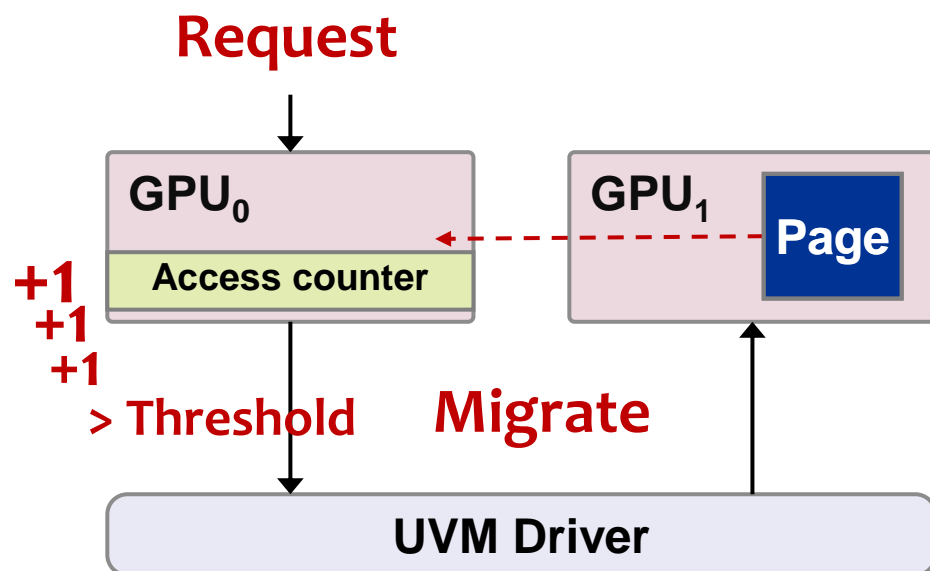 Request
GPU0
GPU1
Page
Access counter
+1
+1
+1
> Threshold
Migrate
UVM Driver